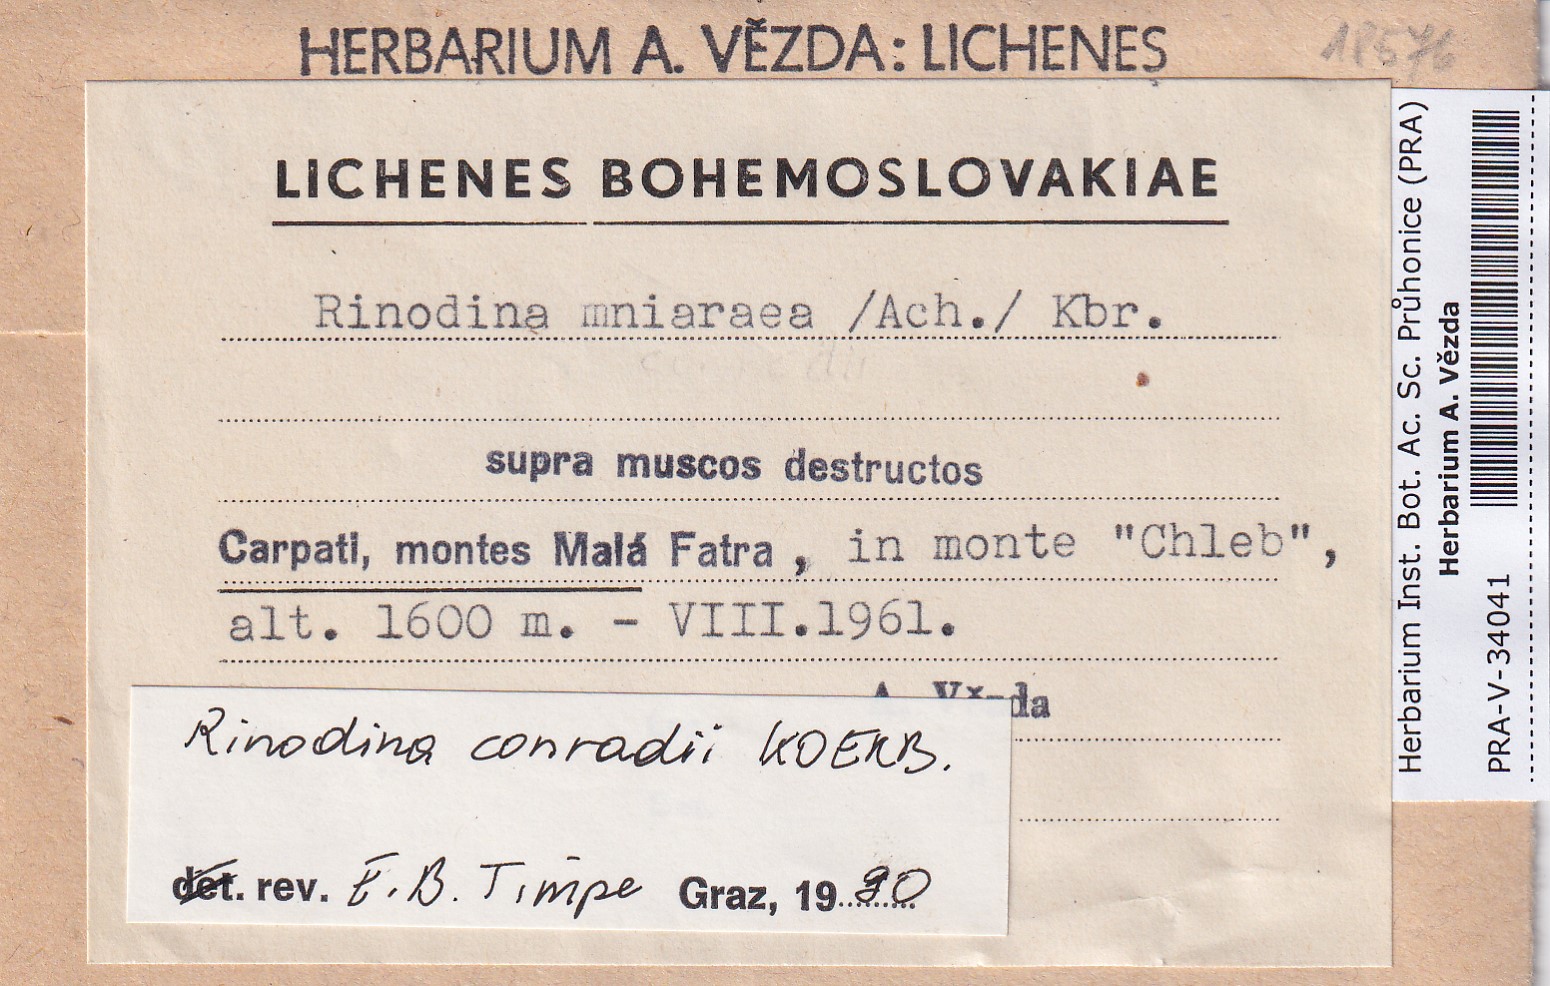 HERBARIUM A. VĚZDA: LICHENES
LICHENES BOHEMOSLOVAKIAE
Rinodina mniaraea /Ach./ Kbr.
supra muscos destructos
Carpati, montes Malá Fatra, in monte "Chleb",
alt. 1600 m. - VIII.1961.
A. Vězda
Rinodina conradii KOERB.
det. rev. E.B. Timpe Graz, 1990
Herbarium Inst. Bot. Ac. Sc. Průhonice (PRA)
Herbarium A. Vězda
PRA-V-34041